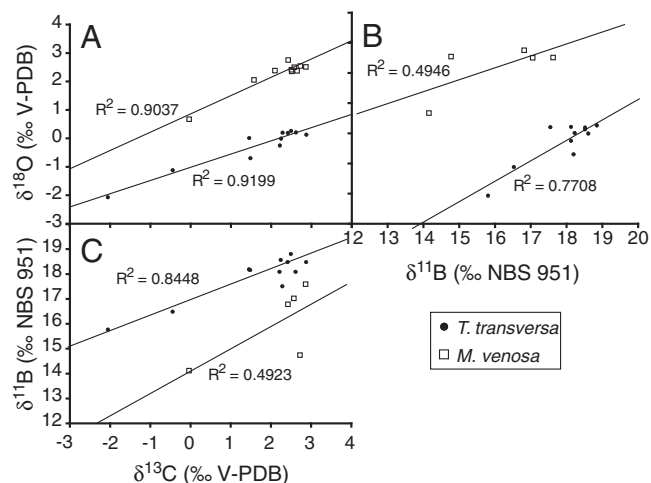 A
B
δ18O (‰ V-PDB)
4
3
2
1
0
-1
-2
-3
R2 = 0.9037
R2 = 0.9199
R2 = 0.4946
R2 = 0.7708
12 13 14 15 16 17 18 19 20
δ11B (‰ NBS 951)
C
δ11B (‰ NBS 951)
19
18
17
16
15
14
13
12
R2 = 0.8448
R2 = 0.4923
-3 -2 -1 0 1 2 3 4
δ13C (‰ V-PDB)
T. transversa
M. venosa